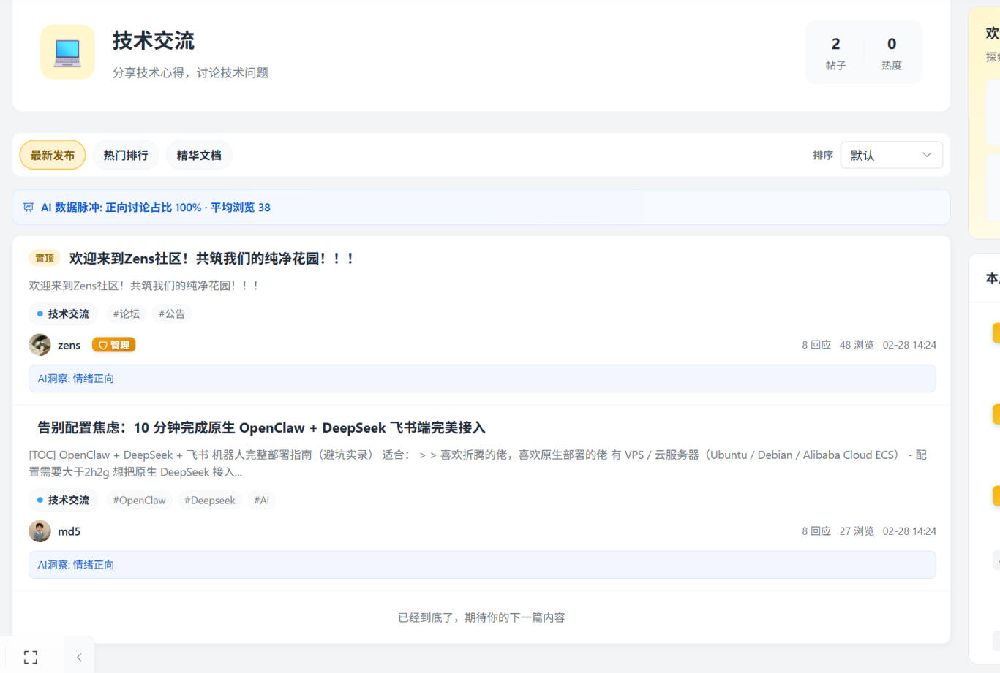 技术交流
分享技术心得，讨论技术问题
2
帖子
0
热度
最新发布
热门排行
精华文档
排序
默认
AI 数据脉冲: 正向讨论占比 100% · 平均浏览 38
置顶 欢迎来到Zens社区！共筑我们的纯净花园！！！
欢迎来到Zens社区！共筑我们的纯净花园！！！
技术交流 #论坛 #公告
zens 管理 8 回应 48 浏览 02-28 14:24
AI洞察: 情绪正向
告别配置焦虑：10 分钟完成原生 OpenClaw + DeepSeek 飞书端完美接入
[TOC] OpenClaw + DeepSeek + 飞书 机器人完整部署指南（避坑实录） 适合： > > 喜欢折腾的佬，喜欢原生部署的佬 有 VPS / 云服务器（Ubuntu / Debian / Alibaba Cloud ECS） - 配
置需要大于2h2g 想把原生 DeepSeek 接入...
技术交流 #OpenClaw #Deepseek #Ai
md5 8 回应 27 浏览 02-28 14:24
AI洞察: 情绪正向
已经到底了，期待你的下一篇内容
欢
探
本